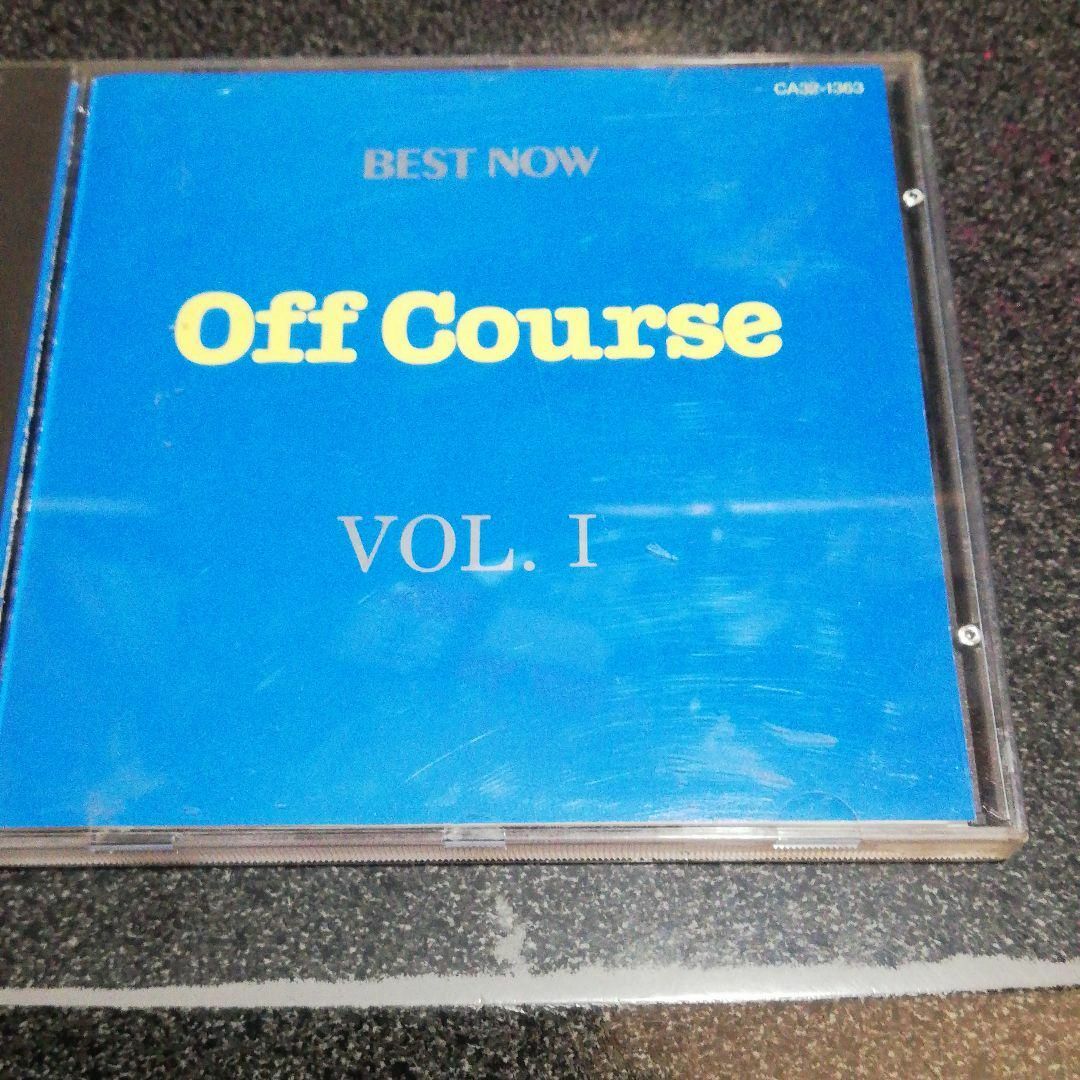 CA32-1363
BEST NOW
Off Course
VOL. I